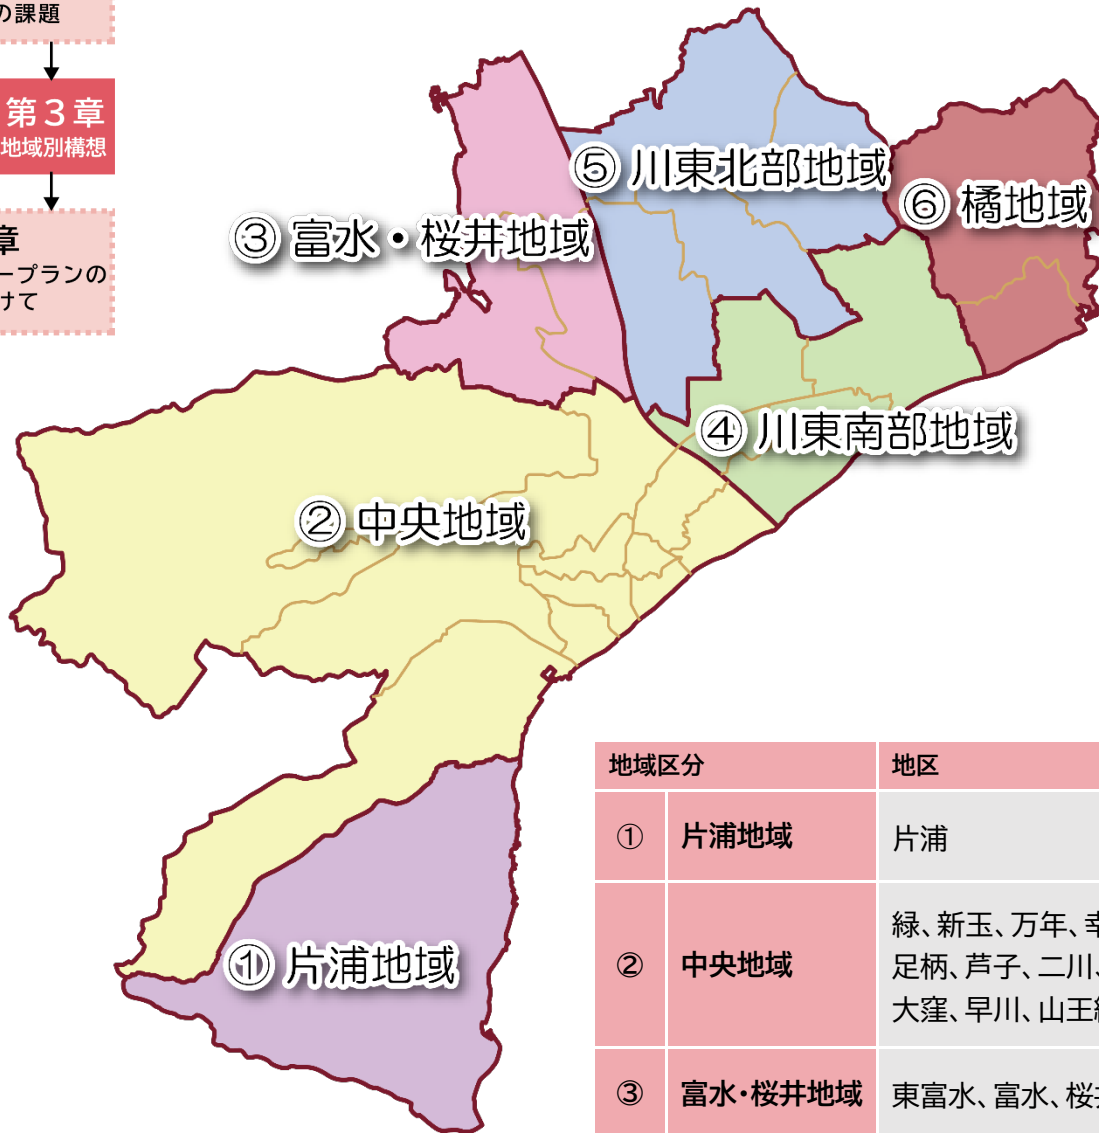 の課題
第３章
地域別構想
章
ープランの
けて
⑤ 川東北部地域
⑥ 橘地域
③ 富水・桜井地域
④ 川東南部地域
② 中央地域
① 片浦地域
地域区分 地区
① 片浦地域 片浦
② 中央地域 緑、新玉、万年、幸
足柄、芦子、二川、
大窪、早川、山王
③ 富水・桜井地域 東富水、富水、桜